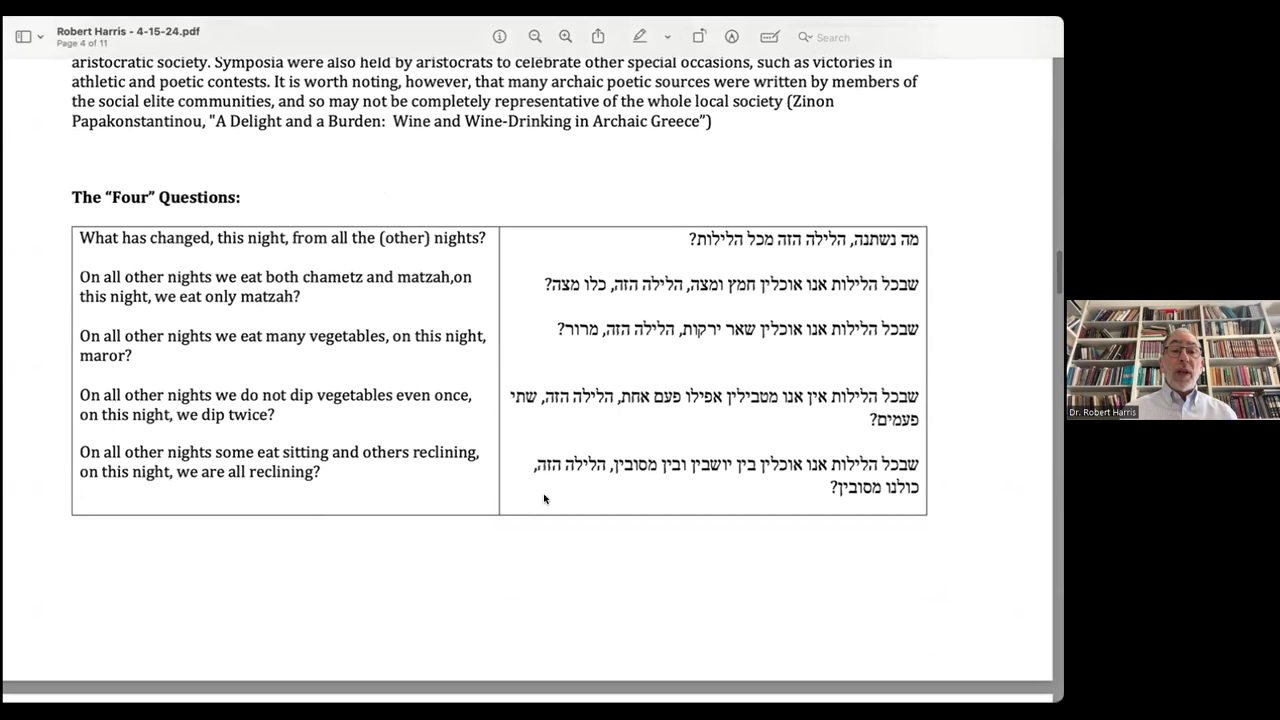 Robert Harris - 4-15-24.pdf
Page 4 of 11
Search
aristocratic society. Symposia were also held by aristocrats to celebrate other special occasions, such as victories in
athletic and poetic contests. It is worth noting, however, that many archaic poetic sources were written by members of
the social elite communities, and so may not be completely representative of the whole local society (Zinon
Papakonstantinou, "A Delight and a Burden: Wine and Wine-Drinking in Archaic Greece”)
The “Four” Questions:
What has changed, this night, from all the (other) nights?
On all other nights we eat both chametz and matzah,on
this night, we eat only matzah?
On all other nights we eat many vegetables, on this night,
maror?
On all other nights we do not dip vegetables even once,
on this night, we dip twice?
On all other nights some eat sitting and others reclining,
on this night, we are all reclining?
מה נשתנה, הלילה הזה מכל הלילות?
שבכל הלילות אנו אוכלין חמץ ומצה, הלילה הזה, כלו מצה?
שבכל הלילות אנו אוכלין שאר ירקות, הלילה הזה, מרור?
שבכל הלילות אין אנו מטבילין אפילו פעם אחת, הלילה הזה, שתי
פעמים?
שבכל הלילות אנו אוכלין בין יושבין ובין מסובין, הלילה הזה,
כולנו מסובין?
Dr. Robert Harris